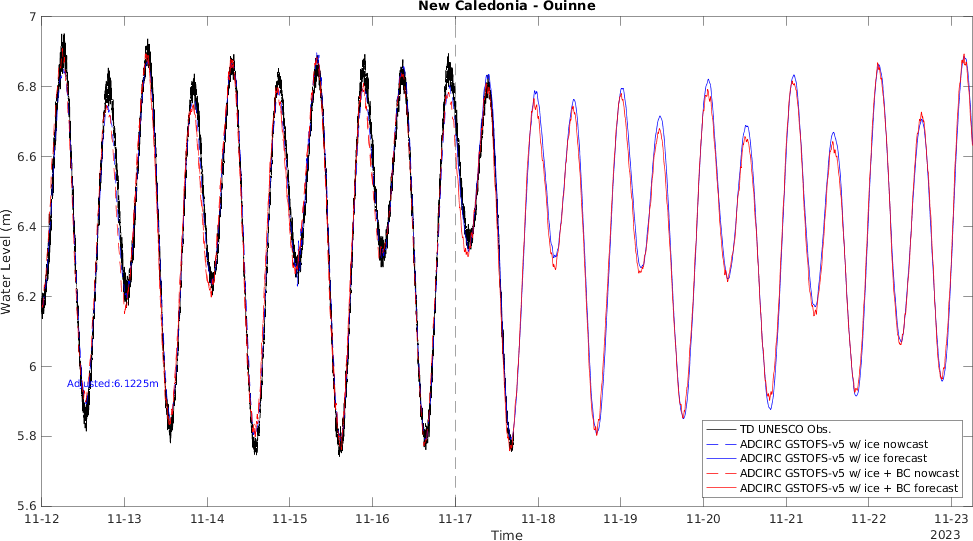 New Caledonia - Ouinne
7
6.8
6.6
6.4
6.2
6
5.8
5.6
Water Level (m)
Adjusted:6.1225m
TD UNESCO Obs.
ADCIRC GSTOFS-v5 w/ ice nowcast
ADCIRC GSTOFS-v5 w/ ice forecast
ADCIRC GSTOFS-v5 w/ ice + BC nowcast
ADCIRC GSTOFS-v5 w/ ice + BC forecast
11-12 11-13 11-14 11-15 11-16 11-17 11-18 11-19 11-20 11-21 11-22 11-23
2023
Time